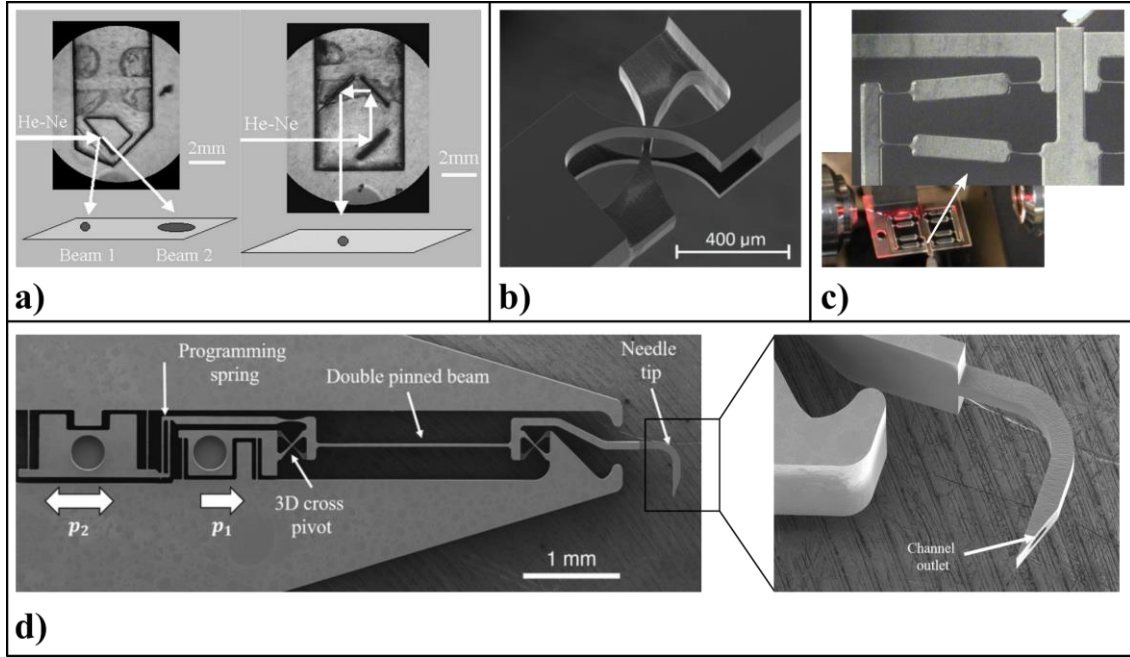 He-Ne
2mm
Beam 1 Beam 2
He-Ne
2mm
a)
400 µm
b)
c)
Programming
spring
Double pinned beam
Needle
tip
p₂
p₁
3D cross
pivot
1 mm
Channel
outlet
d)